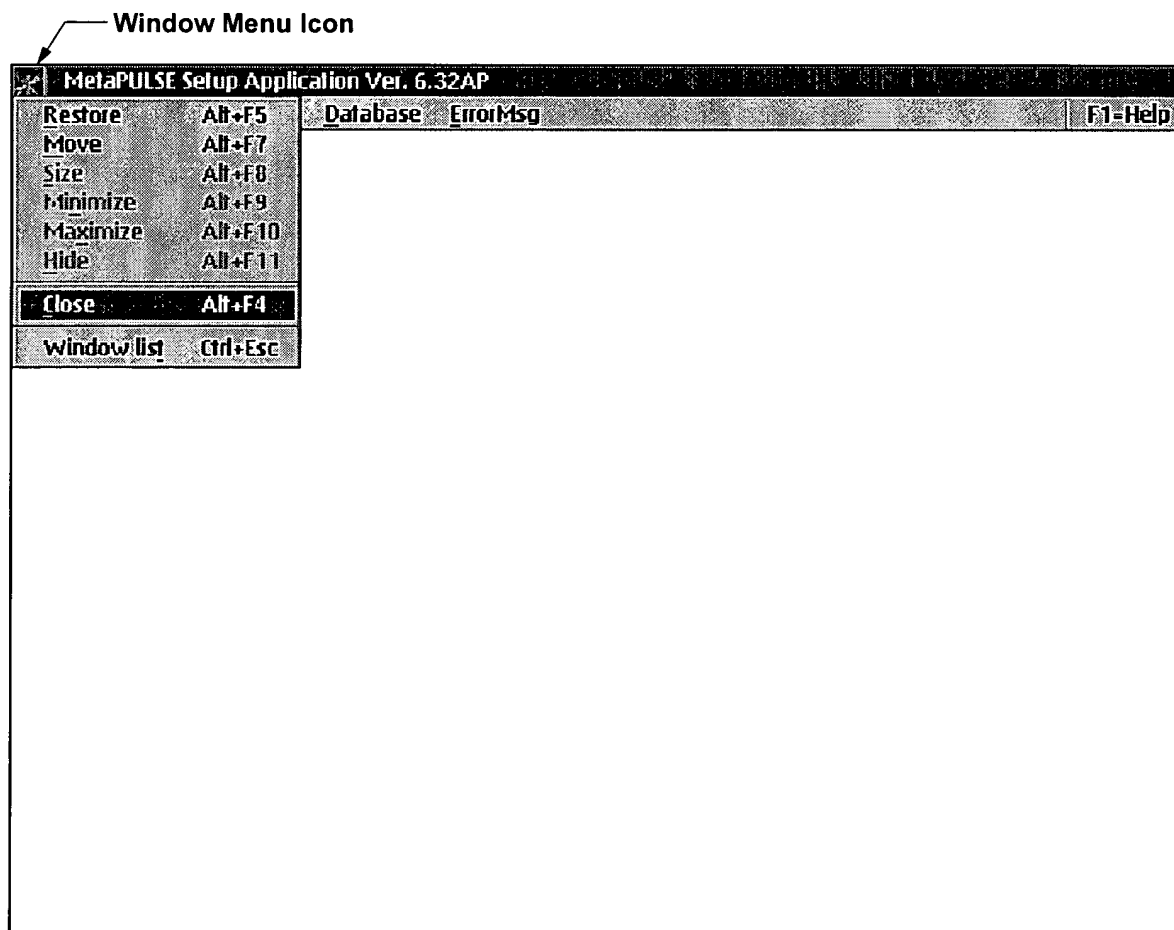 Window Menu Icon
MetaPULSE Setup Application Ver. 6.32AP
Database ErrorMsg F1=Help
Restore Alt+F5
Move Alt+F7
Size Alt+F8
Minimize Alt+F9
Maximize Alt+F10
Hide Alt+F11
Close Alt+F4
Window list Ctrl+Esc